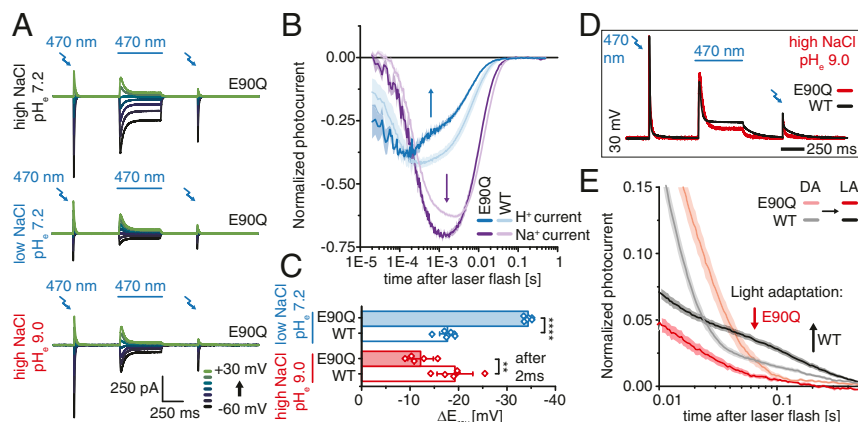 A
470 nm
470 nm
high NaCl
pHe 7.2
E90Q
470 nm
470 nm
low NaCl
pHe 7.2
E90Q
470 nm
470 nm
high NaCl
pHe 9.0
E90Q
+30 mV
-60 mV
250 pA
250 ms
B
Normalized photocurrent
0.00
-0.25
-0.50
-0.75
E90Q
WT
H+ current
Na+ current
1E-5
1E-4
1E-3
0.01
0.1
1
time after laser flash [s]
C
low NaCl
pHe 7.2
E90Q
WT
****
high NaCl
pHe 9.0
E90Q
WT
**
after
2ms
0
-10
-20
-30
-40
[mV]
D
470
nm
470 nm
high NaCl
pHe 9.0
E90Q
WT
30 mV
250 ms
E
Normalized photocurrent
0.15
0.10
0.05
0.00
DA
LA
E90Q
WT
Light adaptation:
E90Q
WT
0.01
0.1
time after laser flash [s]